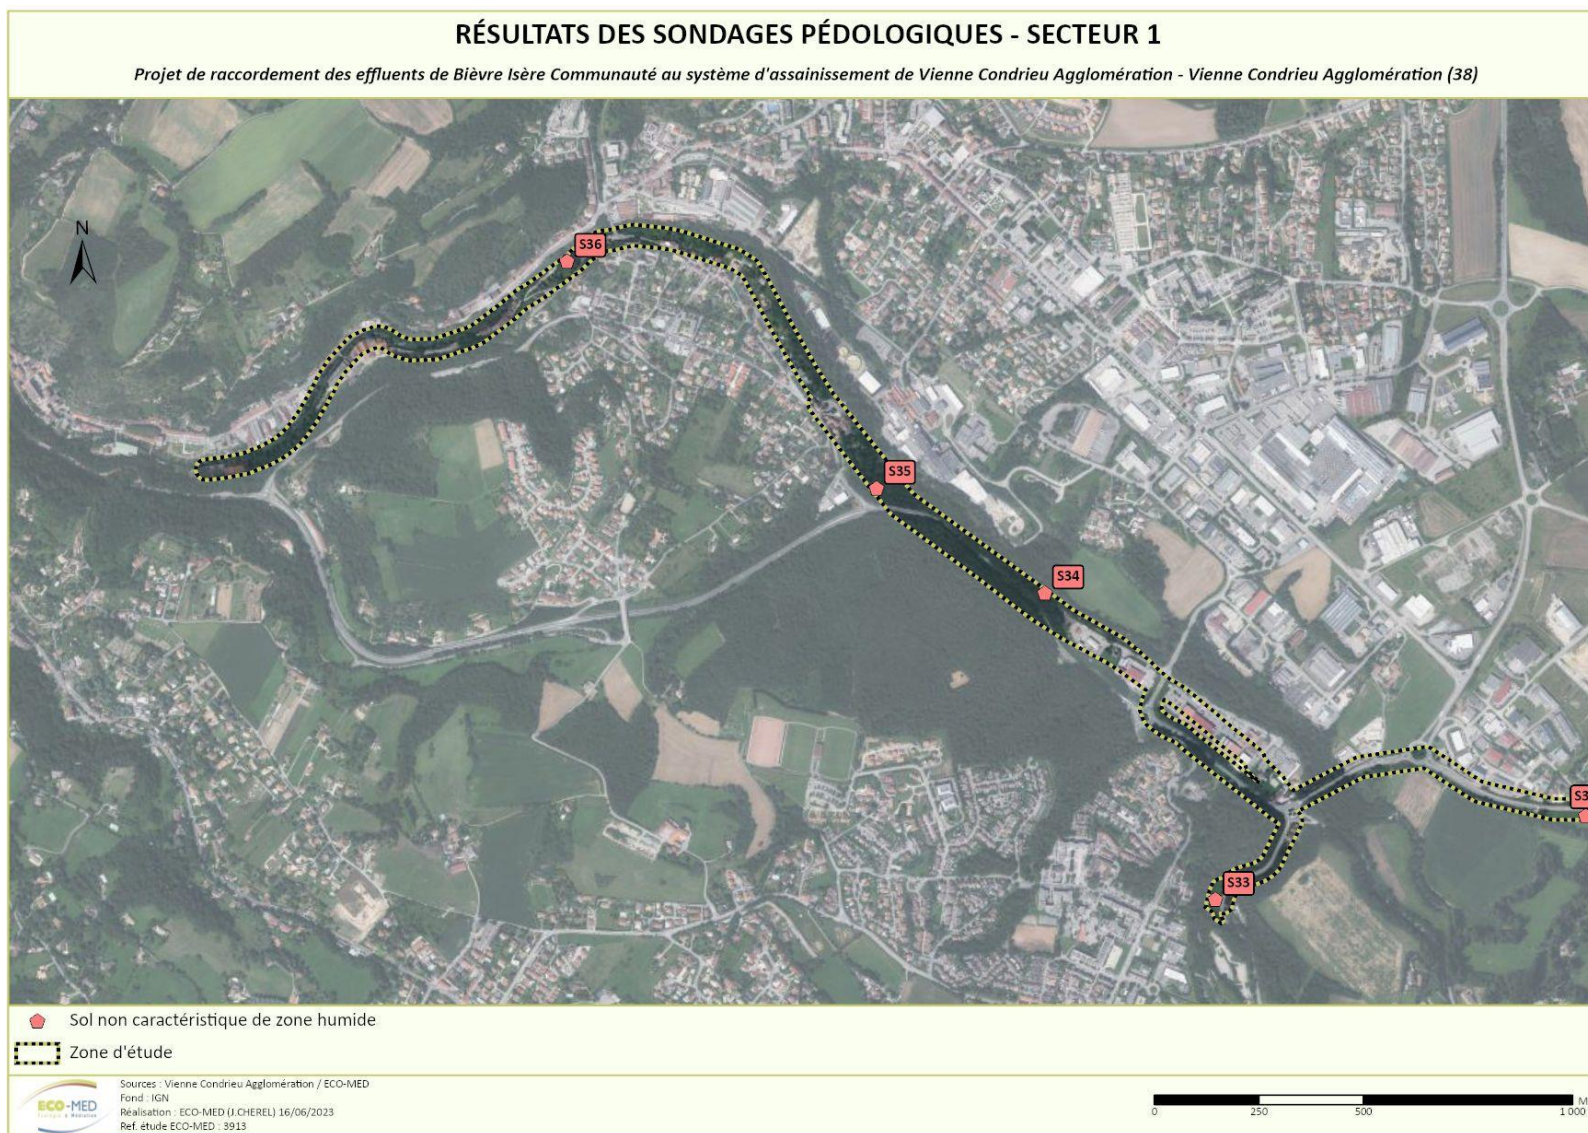 RÉSULTATS DES SONDAGES PÉDOLOGIQUES - SECTEUR 1
Projet de raccordement des effluents de Bièvre Isère Communauté au système d'assainissement de Vienne Condrieu Agglomération - Vienne Condrieu Agglomération (38)
N
S36
S35
S34
S3
S33
Sol non caractéristique de zone humide
Zone d'étude
ECO-MED
Ecologie & Médiation
Sources : Vienne Condrieu Agglomération / ECO-MED
Fond : IGN
Réalisation : ECO-MED (J.CHEREL) 16/06/2023
Ref. étude ECO-MED : 3913
M
0 250 500 1 000